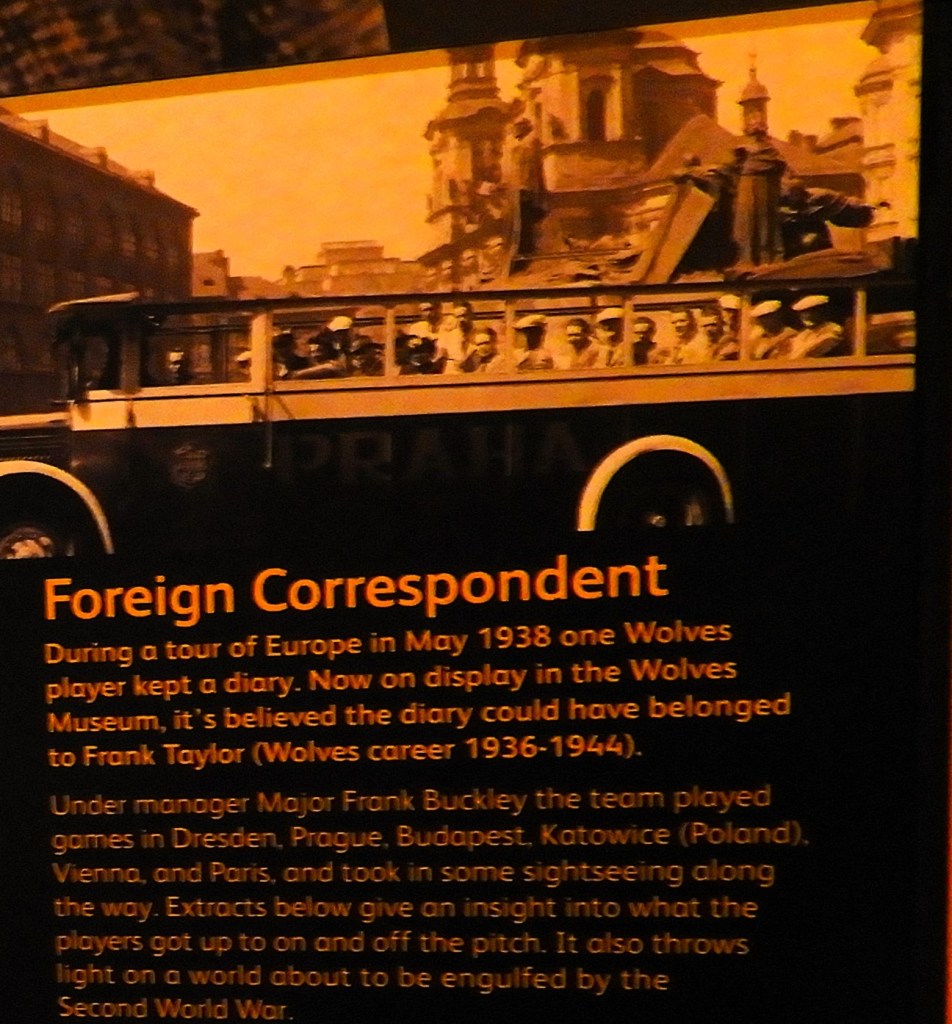 PRAHA
Foreign Correspondent
During a tour of Europe in May 1938 one Wolves
player kept a diary. Now on display in the Wolves
Museum, it's believed the diary could have belonged
to Frank Taylor (Wolves career 1936-1944).
Under manager Major Frank Buckley the team played
games in Dresden, Prague, Budapest, Katowice (Poland),
Vienna, and Paris, and took in some sightseeing along
the way. Extracts below give an insight into what the
players got up to on and off the pitch. It also throws
light on a world about to be engulfed by the
Second World War.